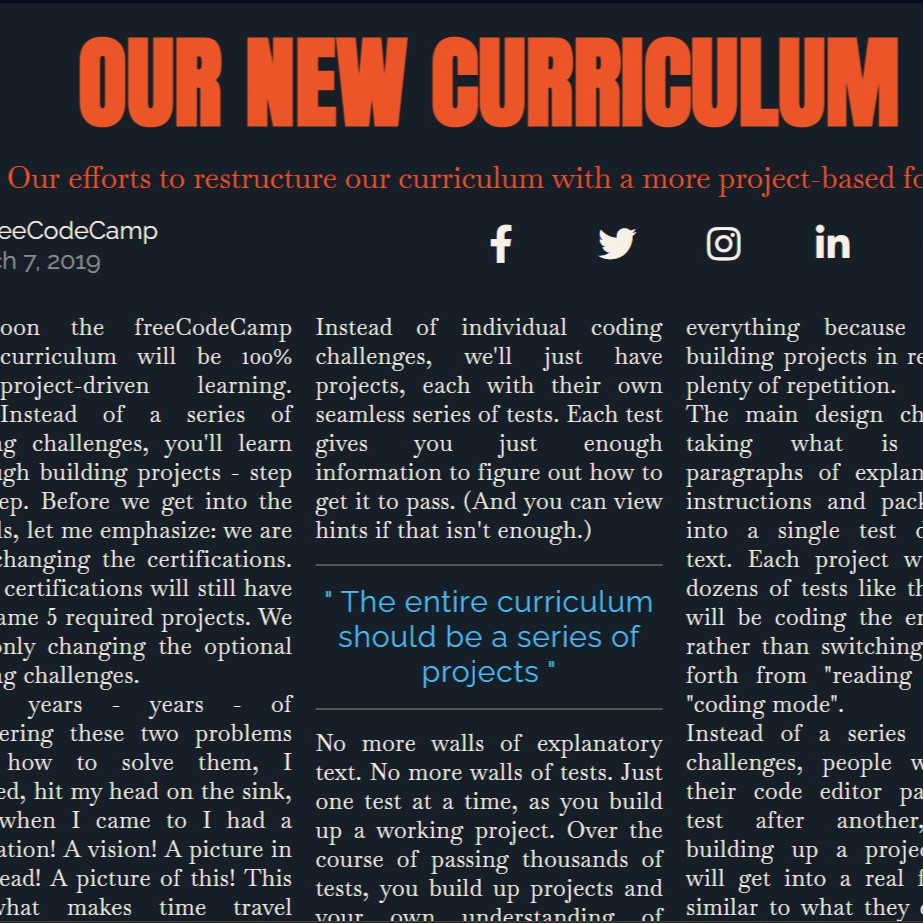 OUR NEW CURRICULUM
Our efforts to restructure our curriculum with a more project-based fo
eeCodeCamp
ch 7, 2019
oon the freeCodeCamp
curriculum will be 100%
project-driven learning.
Instead of a series of
ng challenges, you'll learn
ugh building projects - step
ep. Before we get into the
ls, let me emphasize: we are
changing the certifications.
certifications will still have
ame 5 required projects. We
only changing the optional
ng challenges.
years - years - of
ering these two problems
how to solve them, I
ed, hit my head on the sink,
when I came to I had a
ation! A vision! A picture in
ead! A picture of this! This
what makes time travel
Instead of individual coding
challenges, we'll just have
projects, each with their own
seamless series of tests. Each test
gives you just enough
information to figure out how to
get it to pass. (And you can view
hints if that isn't enough.)
" The entire curriculum
should be a series of
projects "
No more walls of explanatory
text. No more walls of tests. Just
one test at a time, as you build
up a working project. Over the
course of passing thousands of
tests, you build up projects and
your own understanding of
everything because
building projects in re
plenty of repetition.
The main design ch
taking what is
paragraphs of explan
instructions and pack
into a single test d
text. Each project w
dozens of tests like th
will be coding the en
rather than switching
forth from "reading
"coding mode".
Instead of a series
challenges, people w
their code editor pa
test after another,
building up a projec
will get into a real f
similar to what they